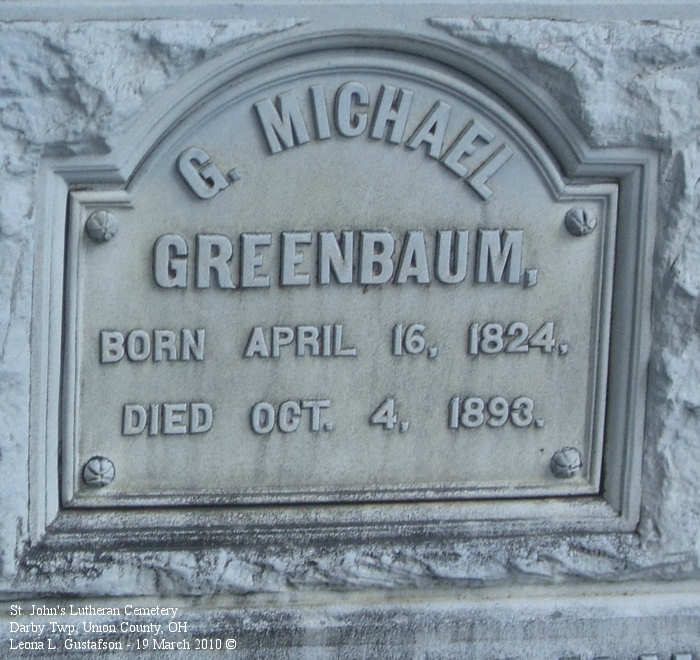 G. MICHAEL
GREENBAUM,
BORN APRIL 16, 1824,
DIED OCT. 4, 1893.
St John's Lutheran Cemetery
Darby Twp, Union County, OH
Leona L. Gustafson - 19 March 2010 ©